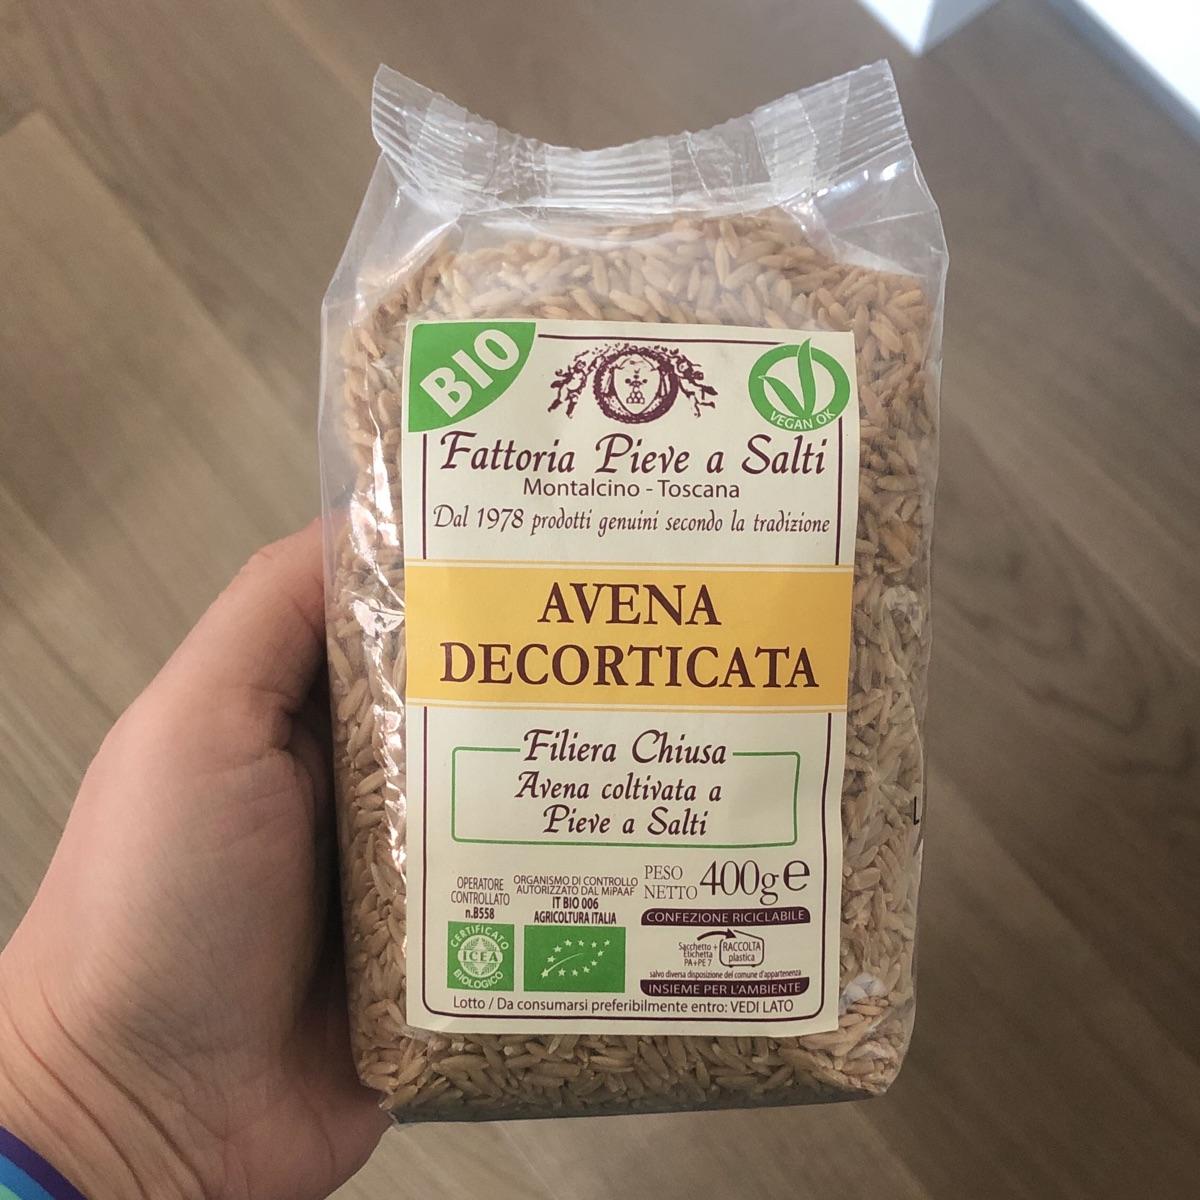 BIO
VEGAN OK
Fattoria Pieve a Salti
Montalcino - Toscana
Dal 1978 prodotti genuini secondo la tradizione
AVENA
DECORTICATA
Filiera Chiusa
Avena coltivata a
Pieve a Salti
OPERATORE
CONTROLLATO
n.B558
ORGANISMO DI CONTROLLO
AUTORIZZATO DAL MiPAAF
IT BIO 006
AGRICOLTURA ITALIA
PESO
NETTO
400g e
CONFEZIONE RICICLABILE
CERTIFICATO
ICEA
BIOLOGICO
Sacchetto +
Etichetta
PA+PE 7
RACCOLTA
plastica
salvo diversa disposizione del comune d'appartenenza
INSIEME PER L'AMBIENTE
Lotto / Da consumarsi preferibilmente entro: VEDI LATO
L